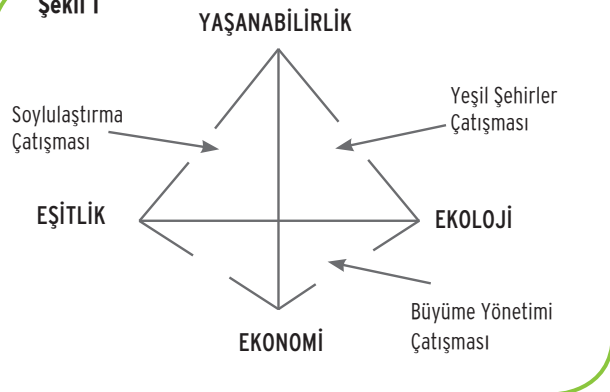 Şekil 1
YAŞANABİLİRLİK
Soylulaştırma
Çatışması
Yeşil Şehirler
Çatışması
EŞİTLİK
EKOLOJİ
Büyüme Yönetimi
Çatışması
EKONOMİ